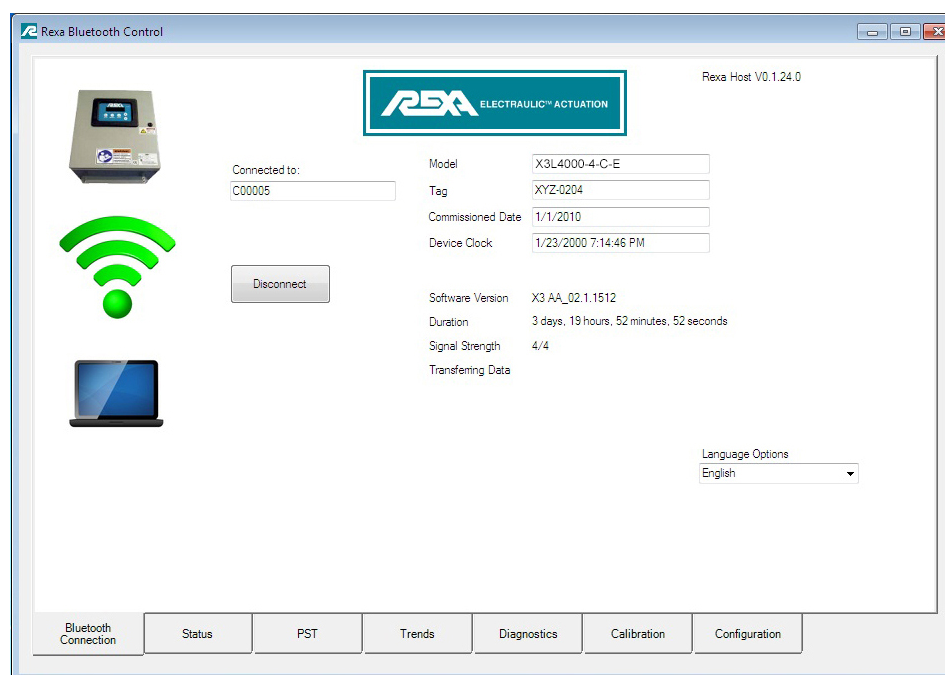 Rexa Bluetooth Control
Rexa Host V0.1.24.0
REXA ELECTRAULIC™ ACTUATION
Connected to:
C00005
Disconnect
Model X3L4000-4-C-E
Tag XYZ-0204
Commissioned Date 1/1/2010
Device Clock 1/23/2000 7:14:46 PM
Software Version X3 AA_02.1.1512
Duration 3 days, 19 hours, 52 minutes, 52 seconds
Signal Strength 4/4
Transferring Data
Language Options
English
Bluetooth
Connection
Status
PST
Trends
Diagnostics
Calibration
Configuration